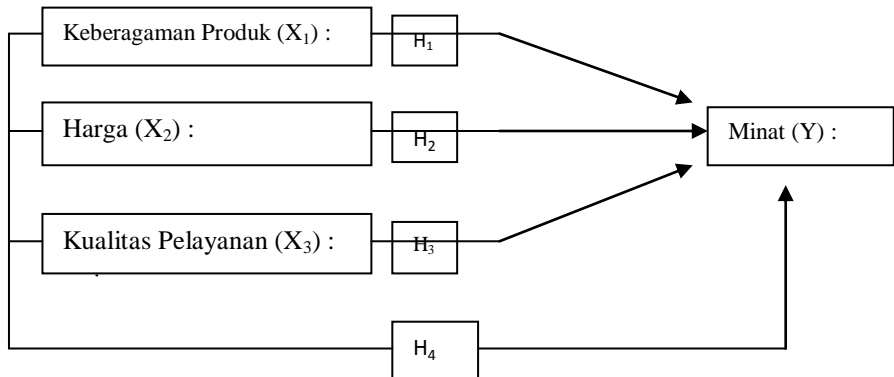 Keberagaman Produk (X₁) :
H₁
Harga (X₂) :
H₂
Minat (Y) :
Kualitas Pelayanan (X₃) :
H₃
H₄